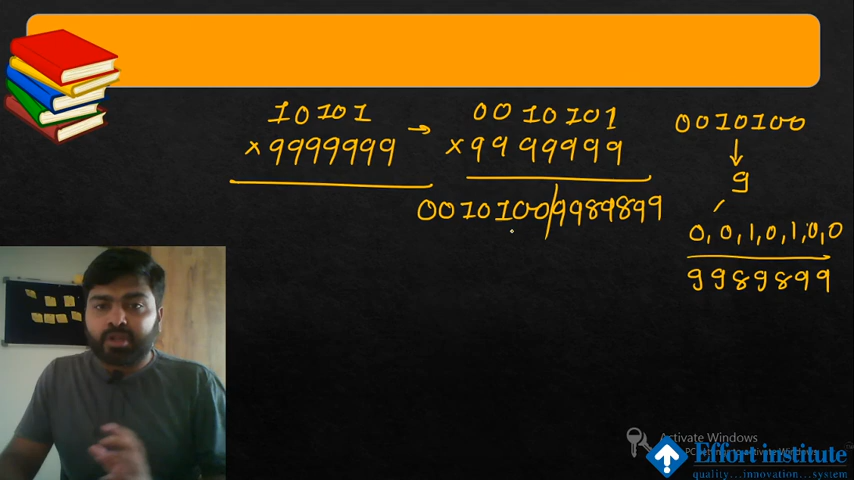 10101 → 0010101
×9999999 ×9999999
0010100/9989899
0010100
↓
9
0,0,1,0,1,0,0
9989899
Activate Windows
Effort institute
quality...innovation...system